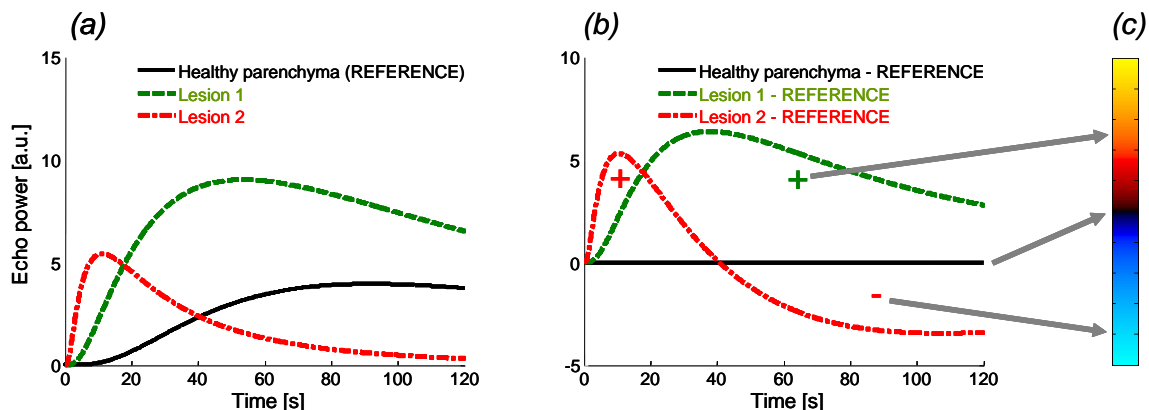 (a)
Echo power [a.u.]
15
10
5
0
Healthy parenchyma (REFERENCE)
Lesion 1
Lesion 2
0 20 40 60 80 100 120
Time [s]
(b)
10
5
0
-5
Healthy parenchyma - REFERENCE
Lesion 1 - REFERENCE
Lesion 2 - REFERENCE
+ +
-
0 20 40 60 80 100 120
Time [s]
(c)